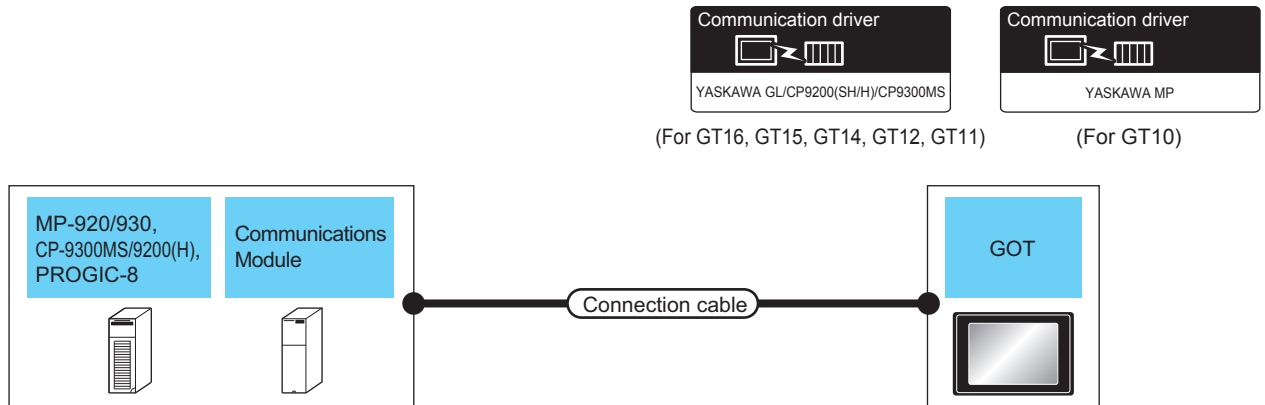 Communication driver
YASKAWA GL/CP9200(SH/H)/CP9300MS
(For GT16, GT15, GT14, GT12, GT11)
Communication driver
YASKAWA MP
(For GT10)
MP-920/930,
CP-9300MS/9200(H),
PROGIC-8
Communications
Module
Connection cable
GOT